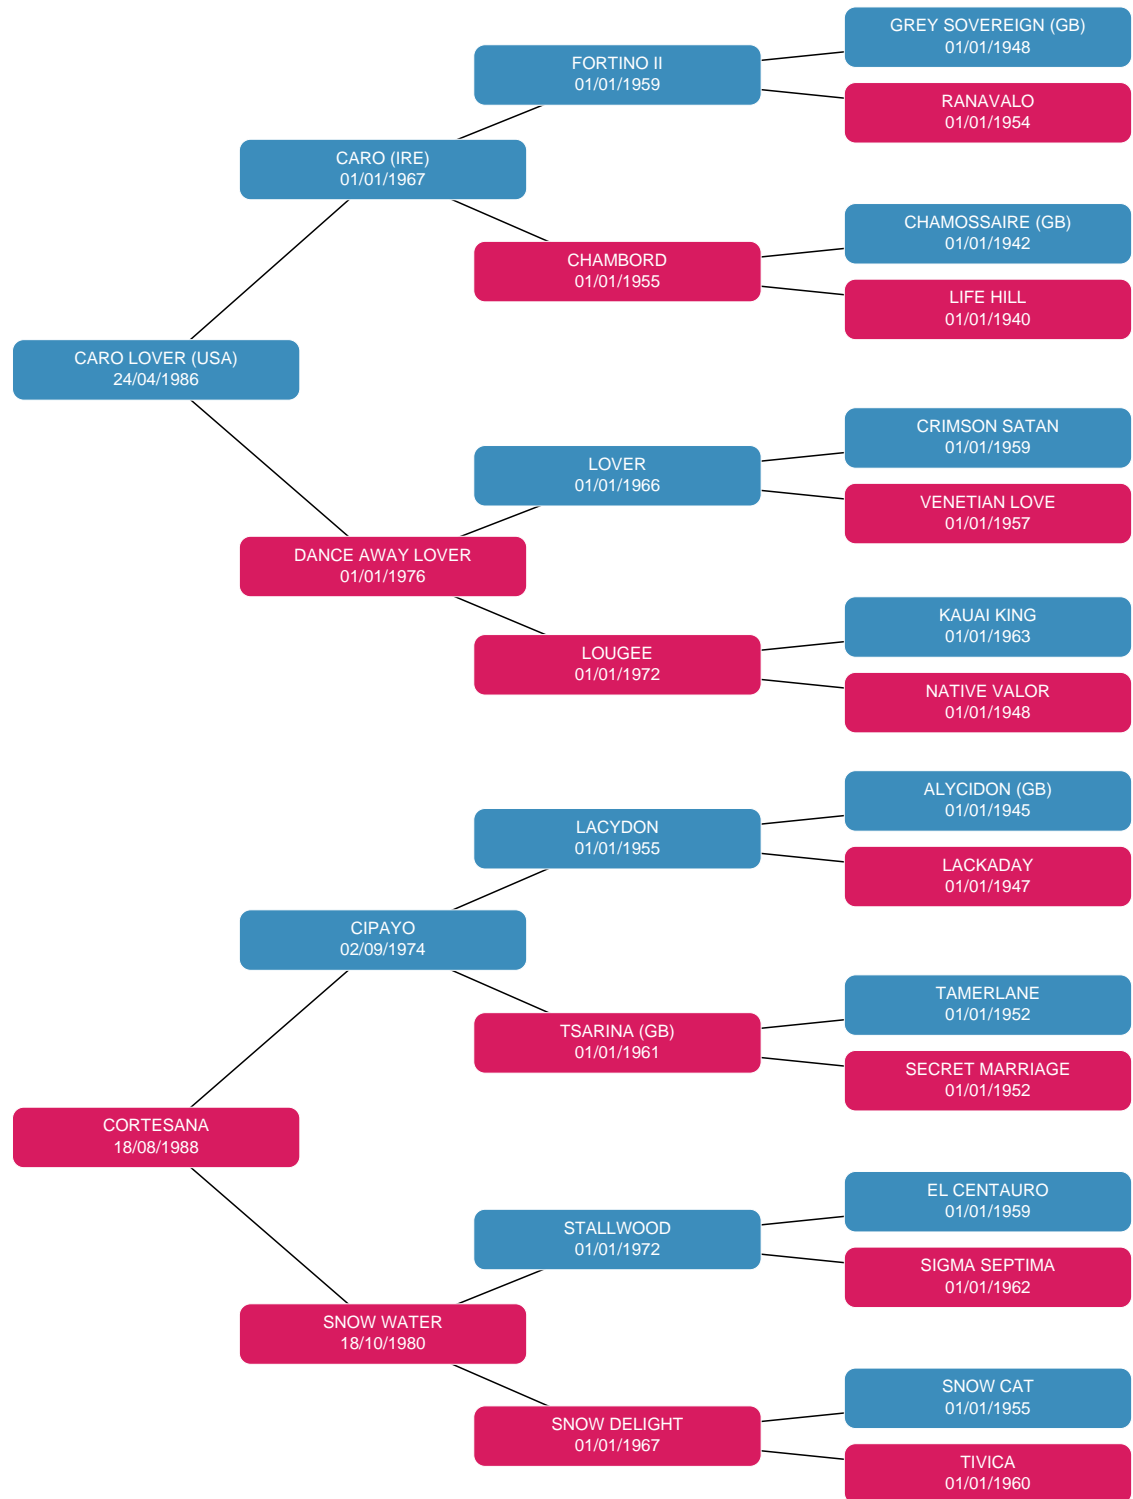 GREY SOVEREIGN (GB)
01/01/1948
FORTINO II
01/01/1959
RANAVALO
01/01/1954
CARO (IRE)
01/01/1967
CHAMOSSAIRE (GB)
01/01/1942
CHAMBORD
01/01/1955
LIFE HILL
01/01/1940
CARO LOVER (USA)
24/04/1986
CRIMSON SATAN
01/01/1959
LOVER
01/01/1966
VENETIAN LOVE
01/01/1957
DANCE AWAY LOVER
01/01/1976
KAUAI KING
01/01/1963
LOUGEE
01/01/1972
NATIVE VALOR
01/01/1948
ALYCIDON (GB)
01/01/1945
LACYDON
01/01/1955
LACKADAY
01/01/1947
CIPAYO
02/09/1974
TAMERLANE
01/01/1952
TSARINA (GB)
01/01/1961
SECRET MARRIAGE
01/01/1952
CORTESANA
18/08/1988
EL CENTAURO
01/01/1959
STALLWOOD
01/01/1972
SIGMA SEPTIMA
01/01/1962
SNOW WATER
18/10/1980
SNOW CAT
01/01/1955
SNOW DELIGHT
01/01/1967
TIVICA
01/01/1960